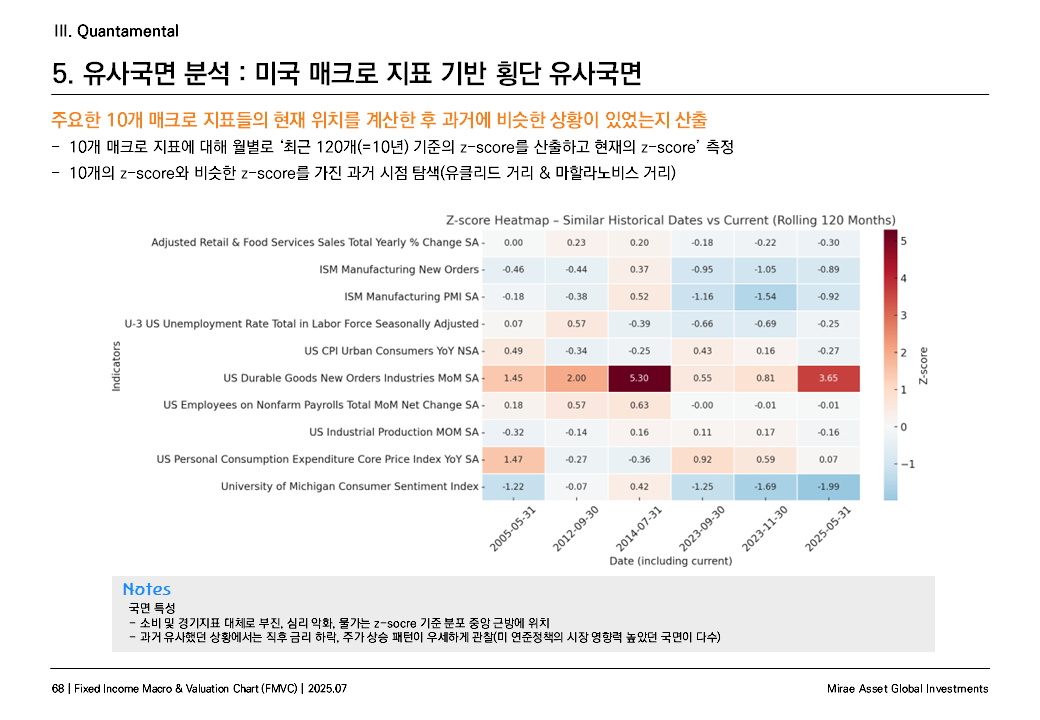 III. Quantamental
5. 유사국면 분석 : 미국 매크로 지표 기반 횡단 유사국면
주요한 10개 매크로 지표들의 현재 위치를 계산한 후 과거에 비슷한 상황이 있었는지 산출
- 10개 매크로 지표에 대해 월별로 ‘최근 120개(=10년) 기준의 z-score를 산출하고 현재의 z-score’ 측정
- 10개의 z-score와 비슷한 z-score를 가진 과거 시점 탐색(유클리드 거리 & 마할라노비스 거리)
Z-score Heatmap – Similar Historical Dates vs Current (Rolling 120 Months)
Adjusted Retail & Food Services Sales Total Yearly % Change SA 0.00 0.23 0.20 -0.18 -0.22 -0.30
ISM Manufacturing New Orders -0.46 -0.44 0.37 -0.95 -1.05 -0.89
ISM Manufacturing PMI SA -0.18 -0.38 0.52 -1.16 -1.54 -0.92
U-3 US Unemployment Rate Total in Labor Force Seasonally Adjusted 0.07 0.57 -0.39 -0.66 -0.69 -0.25
US CPI Urban Consumers YoY NSA 0.49 -0.34 -0.25 0.43 0.16 -0.27
US Durable Goods New Orders Industries MoM SA 1.45 2.00 5.30 0.55 0.81 3.65
US Employees on Nonfarm Payrolls Total MoM Net Change SA 0.18 0.57 0.63 -0.00 -0.01 -0.01
US Industrial Production MOM SA -0.32 -0.14 0.16 0.11 0.17 -0.16
US Personal Consumption Expenditure Core Price Index YoY SA 1.47 -0.27 -0.36 0.92 0.59 0.07
University of Michigan Consumer Sentiment Index -1.22 -0.07 0.42 -1.25 -1.69 -1.99
Indicators
2005-05-31 2012-09-30 2014-07-31 2023-09-30 2023-11-30 2025-05-31
Date (including current)
5
4
3
2
1
0
−1
Z-score
Notes
국면 특성
- 소비 및 경기지표 대체로 부진, 심리 악화, 물가는 z-socre 기준 분포 중앙 근방에 위치
- 과거 유사했던 상황에서는 직후 금리 하락, 주가 상승 패턴이 우세하게 관찰(미 연준정책의 시장 영향력 높았던 국면이 다수)
68 | Fixed Income Macro & Valuation Chart (FMVC) | 2025.07
Mirae Asset Global Investments